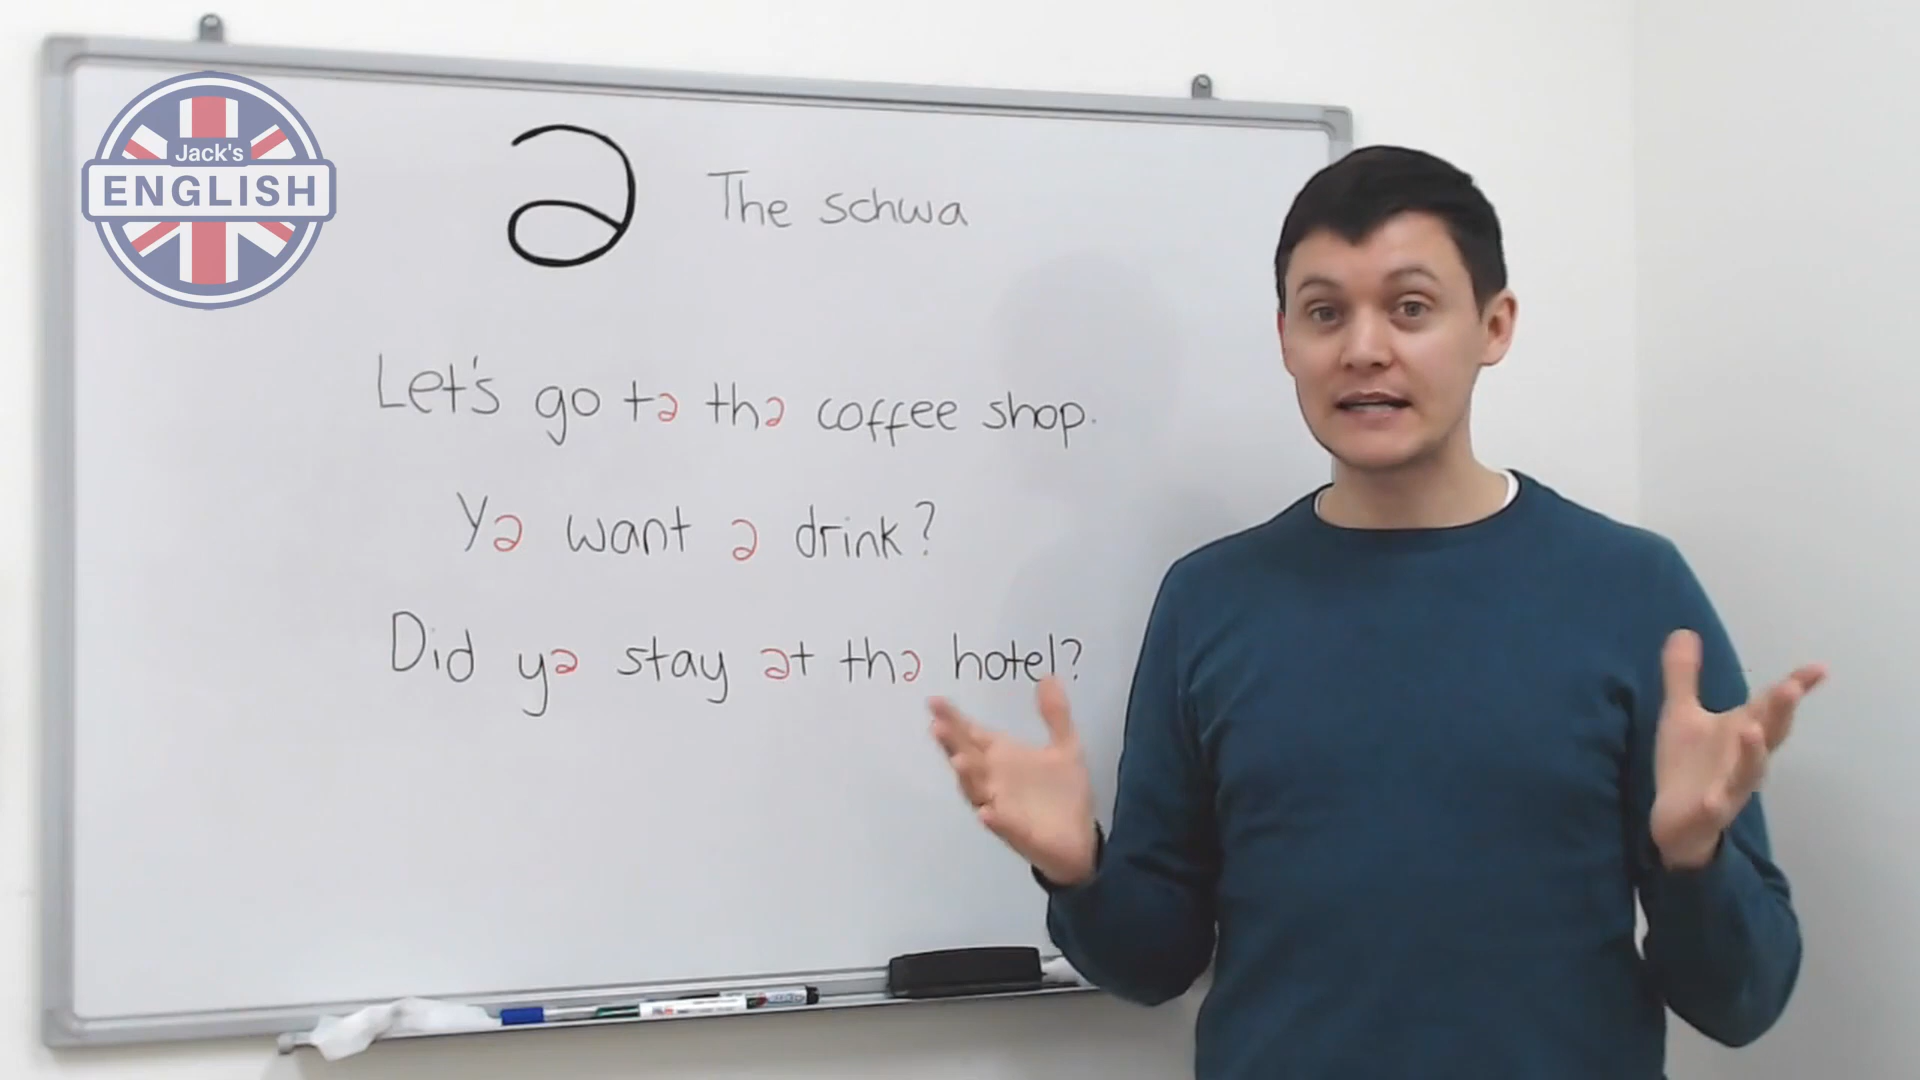 Jack's
ENGLISH
ə The schwa
Let's go tə thə coffee shop.
Yə want ə drink?
Did yə stay ət thə hotel?